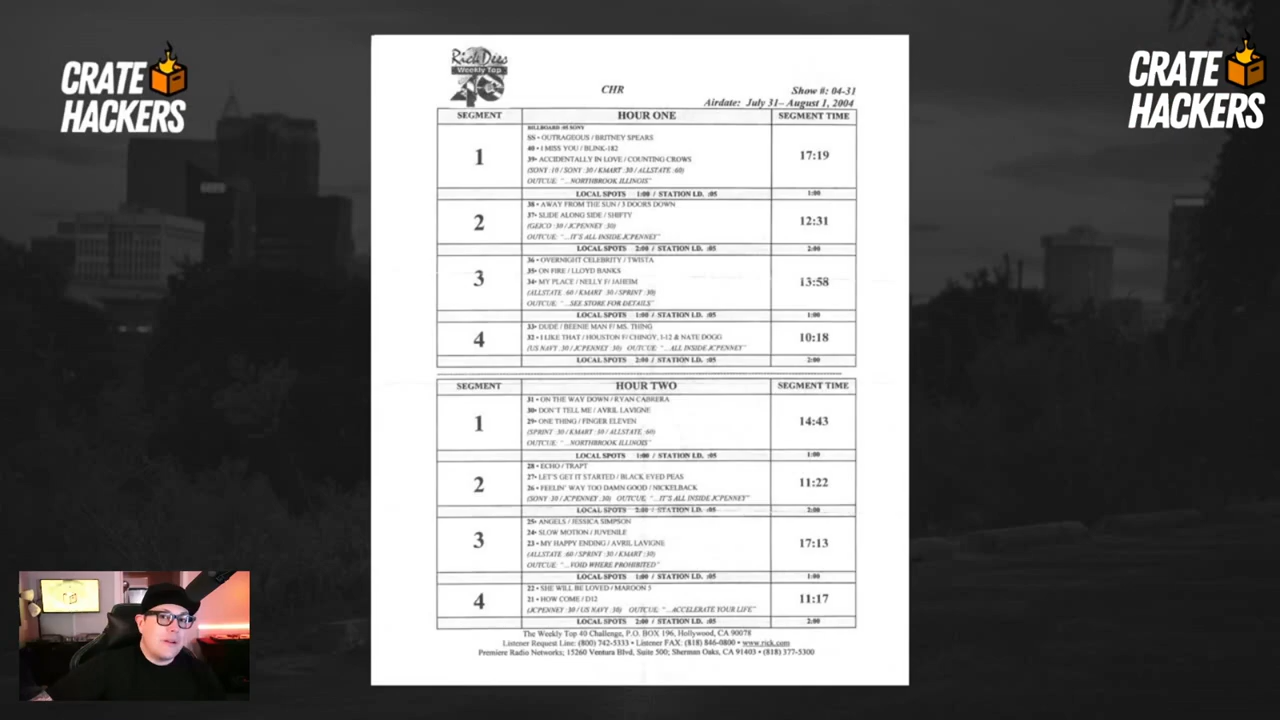 CRATE
HACKERS
CRATE
HACKERS
Rick Dees
Weekly Top
40
CHR
Show #: 04-31
Airdate: July 31– August 1, 2004
SEGMENT HOUR ONE SEGMENT TIME
BILLBOARD :05 SONY
SS • OUTRAGEOUS / BRITNEY SPEARS
40 • I MISS YOU / BLINK-182
39• ACCIDENTALLY IN LOVE / COUNTING CROWS
(SONY :10 / SONY :30 / KMART :30 / ALLSTATE :60)
OUTCUE: "...NORTHBROOK ILLINOIS"
1 17:19
LOCAL SPOTS 1:00 / STATION I.D. :05 1:00
38• AWAY FROM THE SUN / 3 DOORS DOWN
37• SLIDE ALONG SIDE / SHIFTY
(GEICO :30 / JCPENNEY :30)
OUTCUE: "...IT'S ALL INSIDE JCPENNEY"
2 12:31
LOCAL SPOTS 2:00 / STATION I.D. :05 2:00
36• OVERNIGHT CELEBRITY / TWISTA
35• ON FIRE / LLOYD BANKS
34• MY PLACE / NELLY F/ JAHEIM
(ALLSTATE :60 / KMART :30 / SPRINT :30)
OUTCUE: "...SEE STORE FOR DETAILS"
3 13:58
LOCAL SPOTS 1:00 / STATION I.D. :05 1:00
33• DUDE / BEENIE MAN F/ MS. THING
32• I LIKE THAT / HOUSTON F/ CHINGY, I-12 & NATE DOGG
(US NAVY :30 / JCPENNEY :30) OUTCUE: "...ALL INSIDE JCPENNEY"
4 10:18
LOCAL SPOTS 2:00 / STATION I.D. :05 2:00
SEGMENT HOUR TWO SEGMENT TIME
31• ON THE WAY DOWN / RYAN CABRERA
30• DON'T TELL ME / AVRIL LAVIGNE
29• ONE THING / FINGER ELEVEN
(SPRINT :30 / KMART :30 / ALLSTATE :60)
OUTCUE: "...NORTHBROOK ILLINOIS"
1 14:43
LOCAL SPOTS 1:00 / STATION I.D. :05 1:00
28• ECHO / TRAPT
27• LET'S GET IT STARTED / BLACK EYED PEAS
26• FEELIN' WAY TOO DAMN GOOD / NICKELBACK
(SONY :30 / JCPENNEY :30) OUTCUE: "...IT'S ALL INSIDE JCPENNEY"
2 11:22
LOCAL SPOTS 2:00 / STATION I.D. :05 2:00
25• ANGELS / JESSICA SIMPSON
24• SLOW MOTION / JUVENILE
23• MY HAPPY ENDING / AVRIL LAVIGNE
(ALLSTATE :60 / SPRINT :30 / KMART :30)
OUTCUE: "...VOID WHERE PROHIBITED"
3 17:13
LOCAL SPOTS 1:00 / STATION I.D. :05 1:00
22• SHE WILL BE LOVED / MAROON 5
21• HOW COME / D12
(JCPENNEY :30 / US NAVY :30) OUTCUE: "...ACCELERATE YOUR LIFE"
4 11:17
LOCAL SPOTS 2:00 / STATION I.D. :05 2:00
The Weekly Top 40 Challenge, P.O. BOX 196, Hollywood, CA 90078
Listener Request Line: (800) 742-5333 • Listener FAX: (818) 846-0800 • www.rick.com
Premiere Radio Networks; 15260 Ventura Blvd, Suite 500; Sherman Oaks, CA 91403 • (818) 377-5300